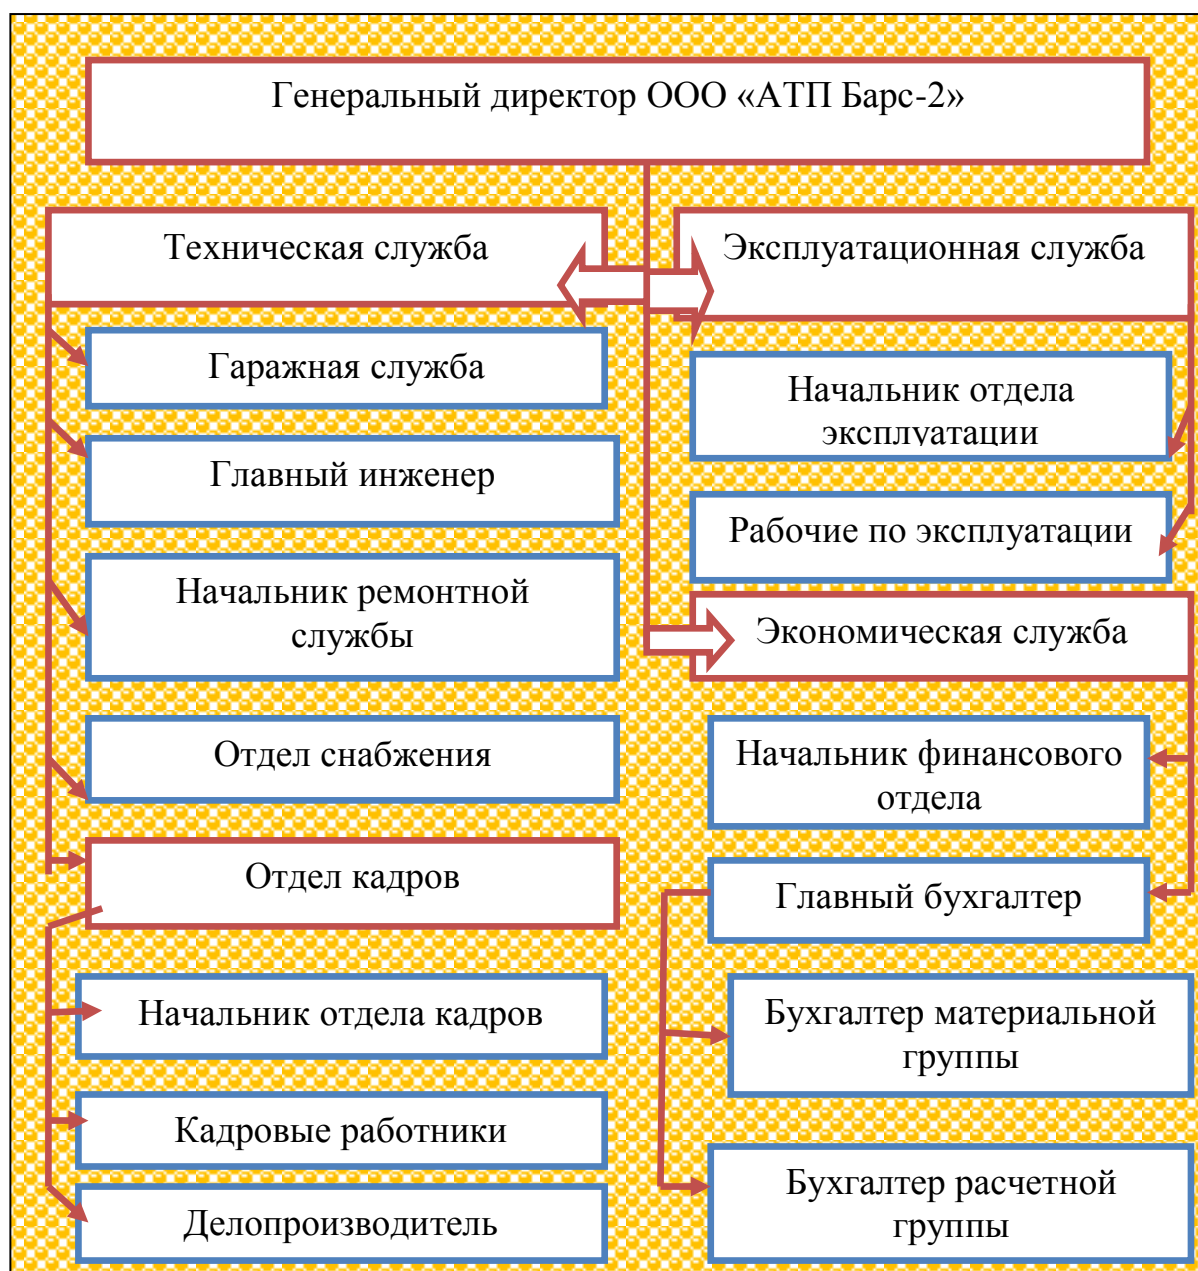 Генеральный директор ООО «АТП Барс-2»
Техническая служба
Гаражная служба
Главный инженер
Начальник ремонтной
службы
Отдел снабжения
Отдел кадров
Начальник отдела кадров
Кадровые работники
Делопроизводитель
Эксплуатационная служба
Начальник отдела
эксплуатации
Рабочие по эксплуатации
Экономическая служба
Начальник финансового
отдела
Главный бухгалтер
Бухгалтер материальной
группы
Бухгалтер расчетной
группы